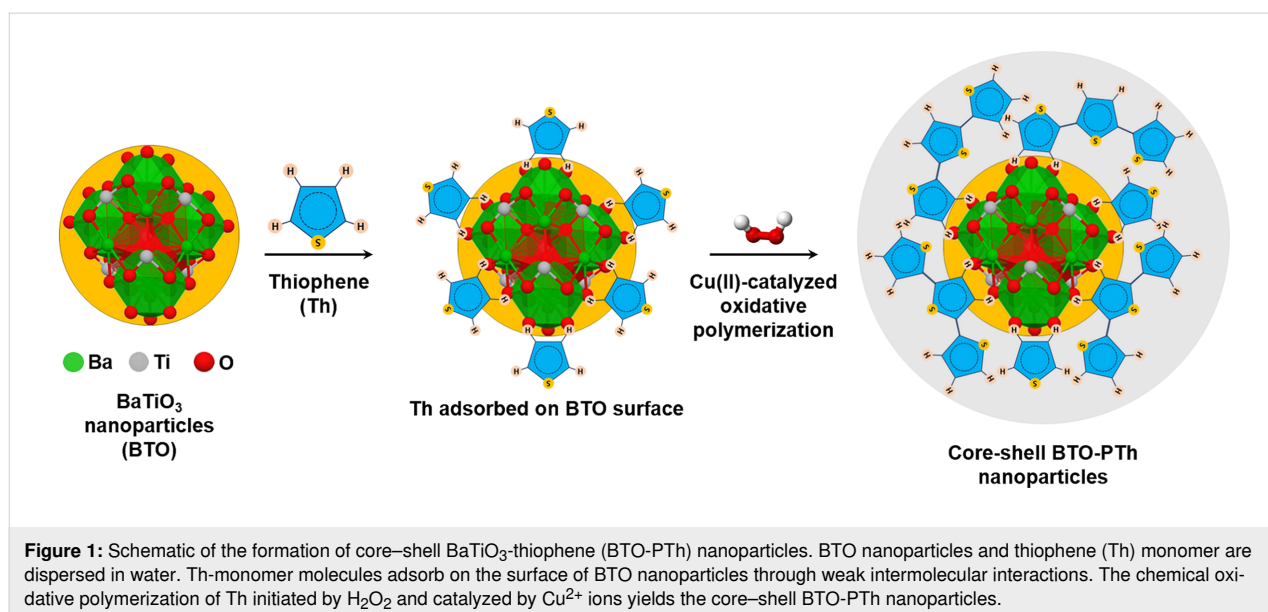 H H
H H
S
Thiophene
(Th)
Cu(II)-catalyzed
oxidative
polymerization
Ba Ti O
BaTiO₃
nanoparticles
(BTO)
Th adsorbed on BTO surface
Core-shell BTO-PTh
nanoparticles
Figure 1: Schematic of the formation of core–shell BaTiO₃-thiophene (BTO-PTh) nanoparticles. BTO nanoparticles and thiophene (Th) monomer are
dispersed in water. Th-monomer molecules adsorb on the surface of BTO nanoparticles through weak intermolecular interactions. The chemical oxi-
dative polymerization of Th initiated by H₂O₂ and catalyzed by Cu²⁺ ions yields the core–shell BTO-PTh nanoparticles.